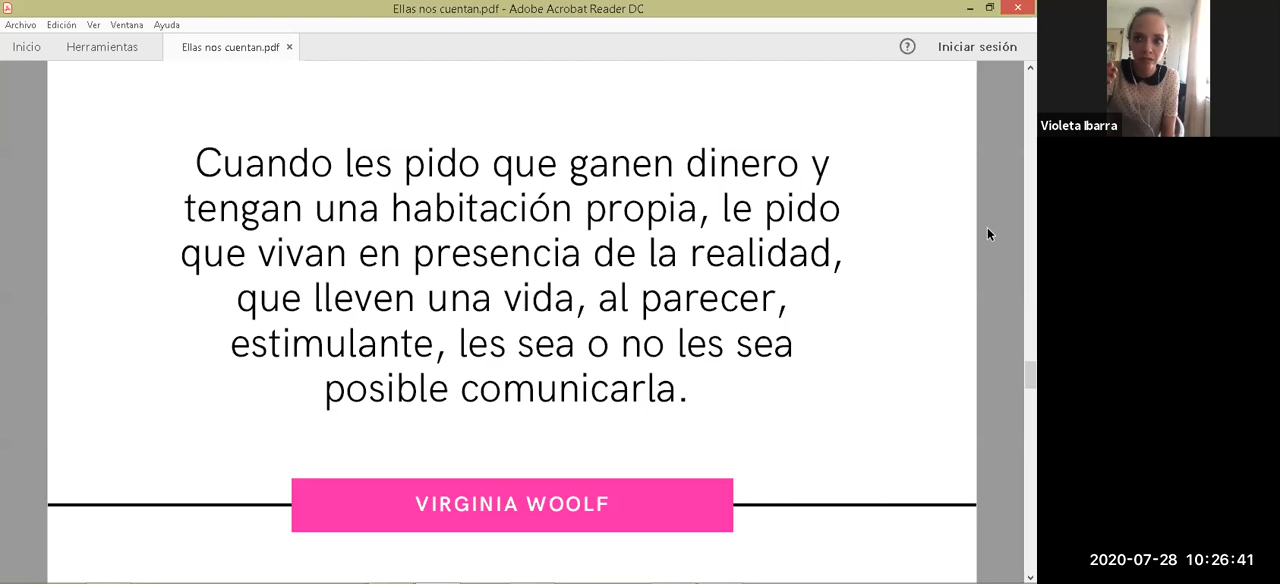 Ellas nos cuentan.pdf - Adobe Acrobat Reader DC
Archivo Edición Ver Ventana Ayuda
Inicio Herramientas Ellas nos cuentan.pdf × ? Iniciar sesión
Cuando les pido que ganen dinero y
tengan una habitación propia, le pido
que vivan en presencia de la realidad,
que lleven una vida, al parecer,
estimulante, les sea o no les sea
posible comunicarla.
VIRGINIA WOOLF
Violeta Ibarra
2020-07-28 10:26:41